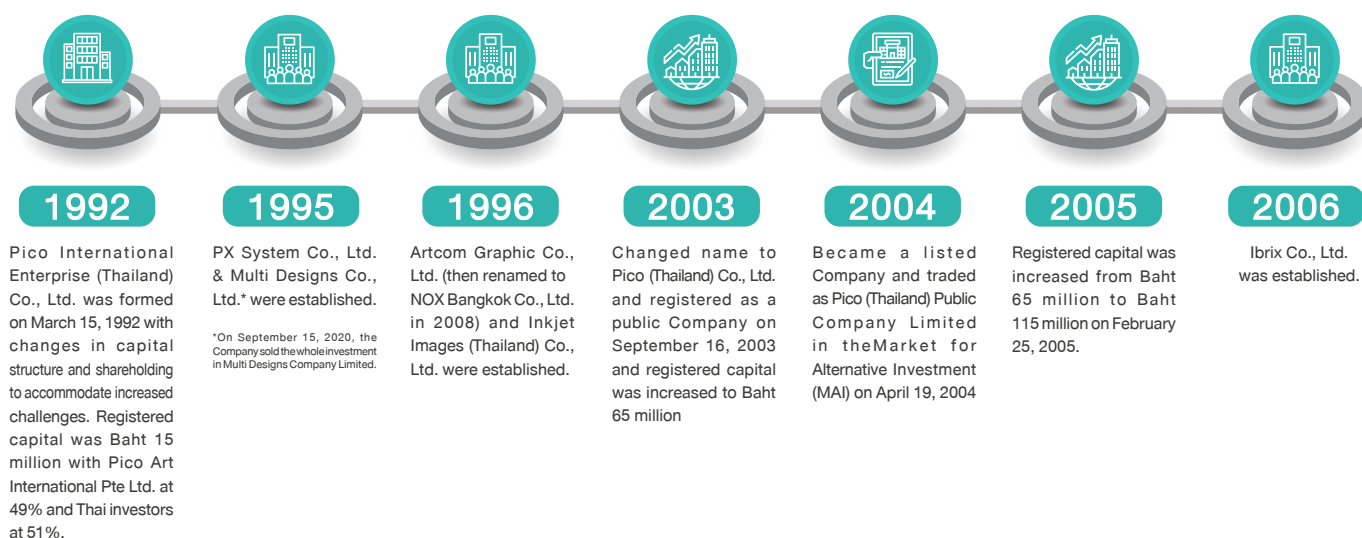 1992
Pico International
Enterprise (Thailand)
Co., Ltd. was formed
on March 15, 1992 with
changes in capital
structure and shareholding
to accommodate increased
challenges. Registered
capital was Baht 15
million with Pico Art
International Pte Ltd. at
49% and Thai investors
at 51%.
1995
PX System Co., Ltd.
& Multi Designs Co.,
Ltd.* were established.
*On September 15, 2020, the
Company sold the whole investment
in Multi Designs Company Limited.
1996
Artcom Graphic Co.,
Ltd. (then renamed to
NOX Bangkok Co., Ltd.
in 2008) and Inkjet
Images (Thailand) Co.,
Ltd. were established.
2003
Changed name to
Pico (Thailand) Co., Ltd.
and registered as a
public Company on
September 16, 2003
and registered capital
was increased to Baht
65 million
2004
Became a listed
Company and traded
as Pico (Thailand) Public
Company Limited
in theMarket for
Alternative Investment
(MAI) on April 19, 2004
2005
Registered capital was
increased from Baht
65 million to Baht
115 million on February
25, 2005.
2006
Ibrix Co., Ltd.
was established.